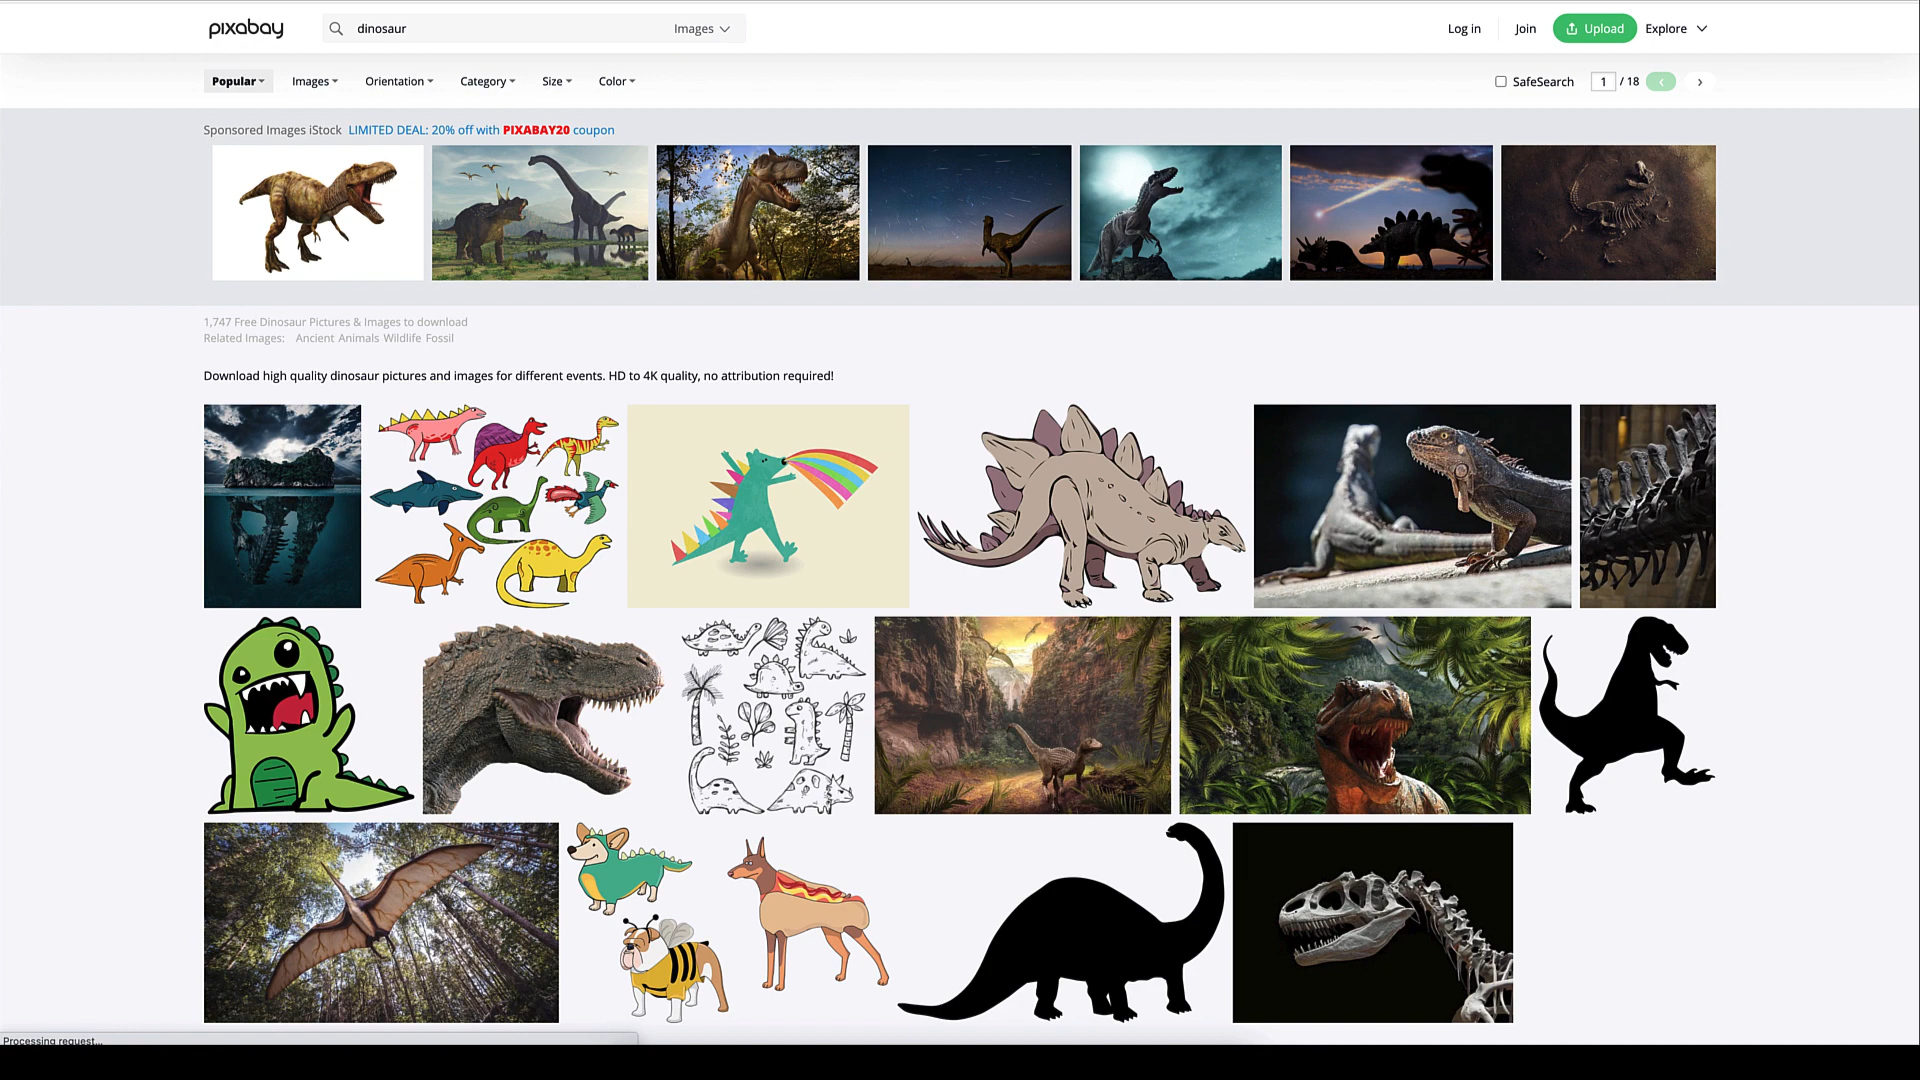 pixabay
dinosaur
Images
Log in
Join
Upload
Explore
Popular
Images
Orientation
Category
Size
Color
SafeSearch
1 / 18
Sponsored Images iStock LIMITED DEAL: 20% off with PIXABAY20 coupon
1,747 Free Dinosaur Pictures & Images to download
Related Images: Ancient Animals Wildlife Fossil
Download high quality dinosaur pictures and images for different events. HD to 4K quality, no attribution required!
Processing request...